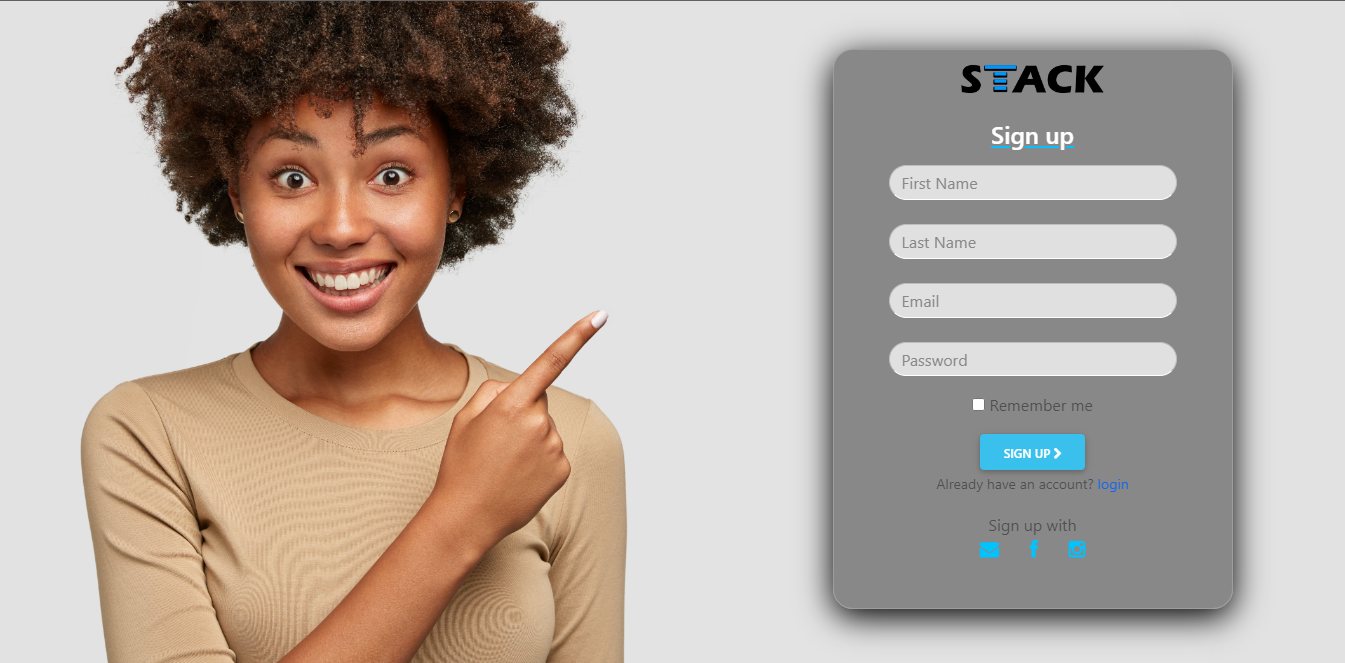 STACK
Sign up
First Name
Last Name
Email
Password
Remember me
SIGN UP
Already have an account? login
Sign up with